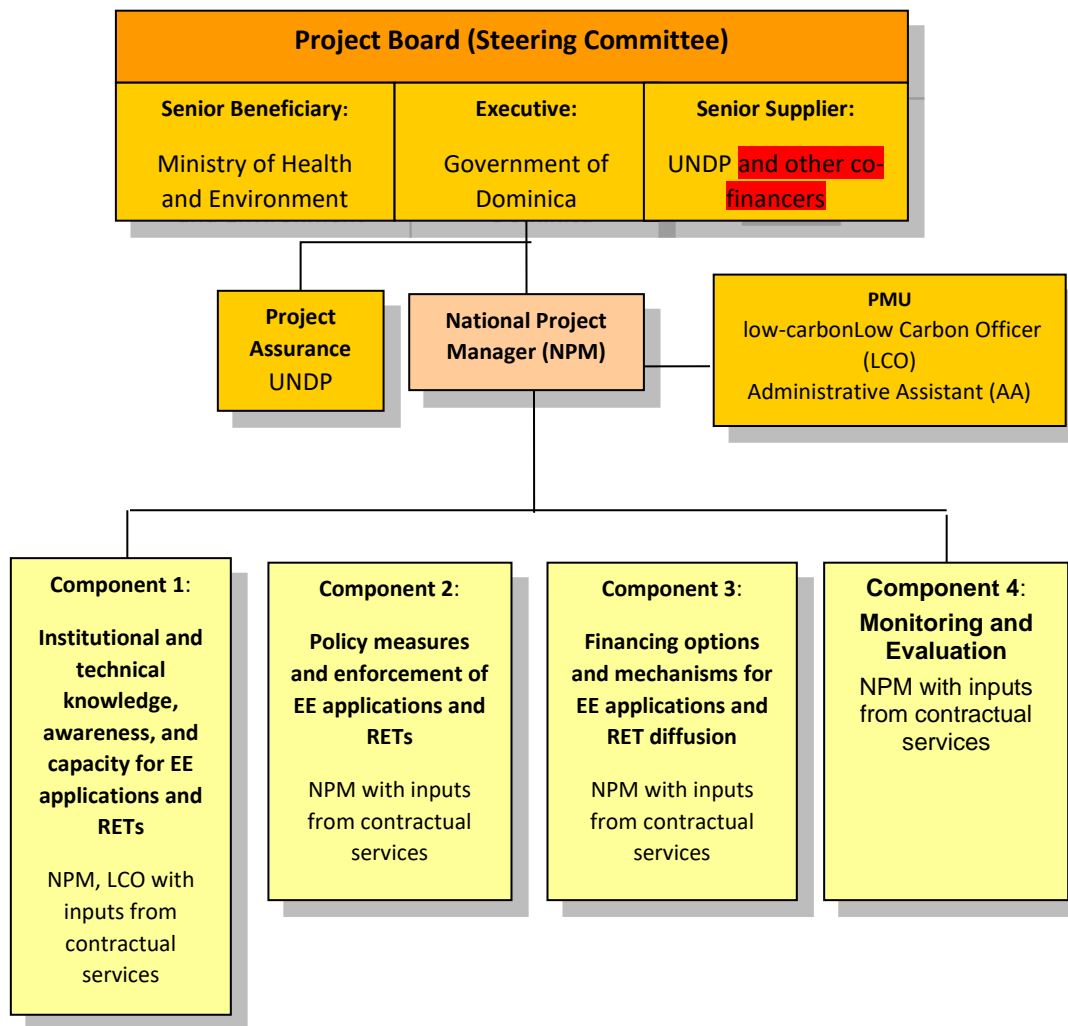 Project Board (Steering Committee)
Senior Beneficiary:
Ministry of Health
and Environment
Executive:
Government of
Dominica
Senior Supplier:
UNDP and other co-
financers
Project
Assurance
UNDP
National Project
Manager (NPM)
PMU
low-carbonLow Carbon Officer
(LCO)
Administrative Assistant (AA)
Component 1:
Institutional and
technical
knowledge,
awareness, and
capacity for EE
applications and
RETs
NPM, LCO with
inputs from
contractual
services
Component 2:
Policy measures
and enforcement of
EE applications and
RETs
NPM with inputs
from contractual
services
Component 3:
Financing options
and mechanisms for
EE applications and
RET diffusion
NPM with inputs
from contractual
services
Component 4:
Monitoring and
Evaluation
NPM with inputs
from contractual
services